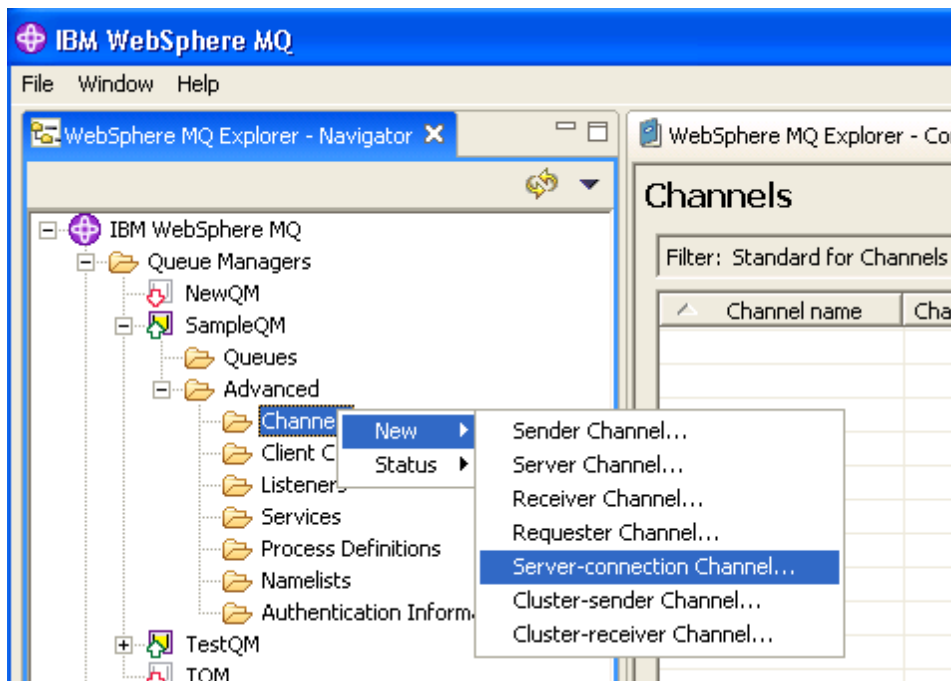 IBM WebSphere MQ
File Window Help
WebSphere MQ Explorer - Navigator
IBM WebSphere MQ
Queue Managers
NewQM
SampleQM
Queues
Advanced
Channe
Client C
Listeners
Services
Process Definitions
Namelists
Authentication Inform
TestQM
TQM
New
Status
Sender Channel...
Server Channel...
Receiver Channel...
Requester Channel...
Server-connection Channel...
Cluster-sender Channel...
Cluster-receiver Channel...
WebSphere MQ Explorer - Co
Channels
Filter: Standard for Channels
Channel name Cha